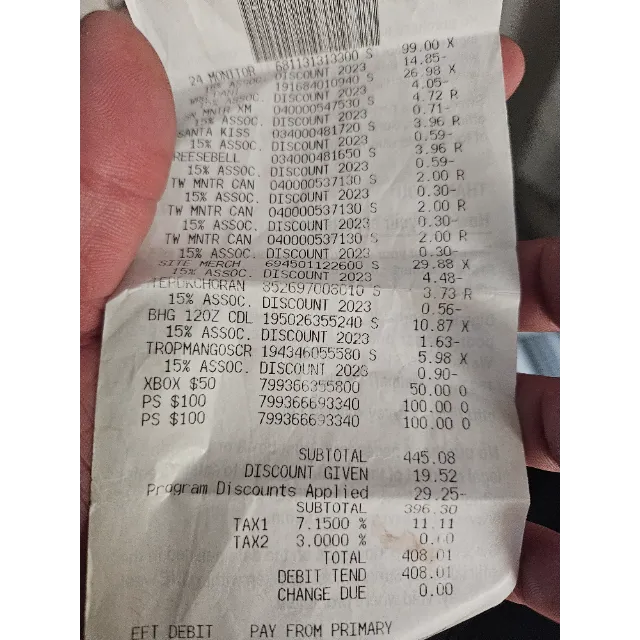 24 MONITOR 681131313300 S 99.00 X
15% ASSOC. DISCOUNT 2023 14.85-
191684010940 S 26.98 X
ASSOC. DISCOUNT 2023 4.05-
MNTR XM 040000547530 S 4.72 R
15% ASSOC. DISCOUNT 2023 0.71-
SANTA KISS 034000481720 S 3.96 R
15% ASSOC. DISCOUNT 2023 0.59-
REESEBELL 034000481650 S 3.96 R
15% ASSOC. DISCOUNT 2023 0.59-
TW MNTR CAN 040000537130 S 2.00 R
15% ASSOC. DISCOUNT 2023 0.30-
TW MNTR CAN 040000537130 S 2.00 R
15% ASSOC. DISCOUNT 2023 0.30-
TW MNTR CAN 040000537130 S 2.00 R
15% ASSOC. DISCOUNT 2023 0.30-
SITE MERCH 694501122600 S 29.88 X
15% ASSOC. DISCOUNT 2023 4.48-
TEPOKCHORAN 852697003010 S 3.73 R
15% ASSOC. DISCOUNT 2023 0.56-
BHG 12OZ CDL 195026355240 S 10.87 X
15% ASSOC. DISCOUNT 2023 1.63-
TROPMANGOSCR 194346055580 S 5.98 X
15% ASSOC. DISCOUNT 2023 0.90-
XBOX $50 799366355800 50.00 O
PS $100 799366693340 100.00 O
PS $100 799366693340 100.00 O
SUBTOTAL 445.08
DISCOUNT GIVEN 19.52
Program Discounts Applied 29.25-
SUBTOTAL 396.30
TAX1 7.1500 % 11.11
TAX2 3.0000 % 0.00
TOTAL 408.01
DEBIT TEND 408.01
CHANGE DUE 0.00
EFT DEBIT PAY FROM PRIMARY